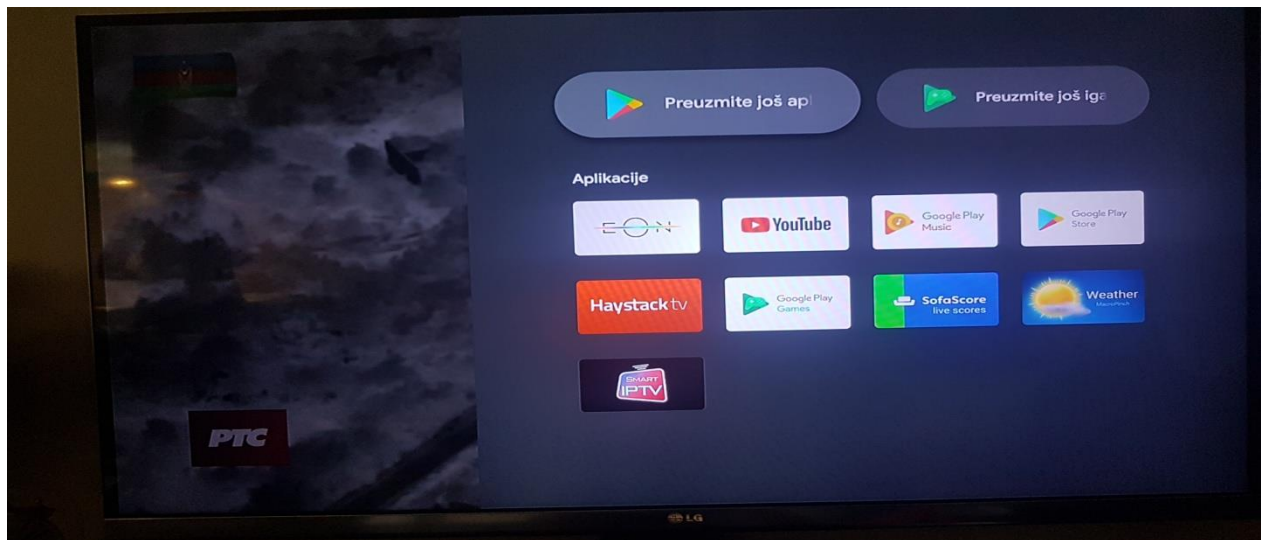 Preuzmite još apl
Preuzmite još iga
Aplikacije
EON
YouTube
Google Play
Music
Google Play
Store
Haystack tv
Google Play
Games
SofaScore
live scores
Weather
SMART
IPTV
РТС
LG